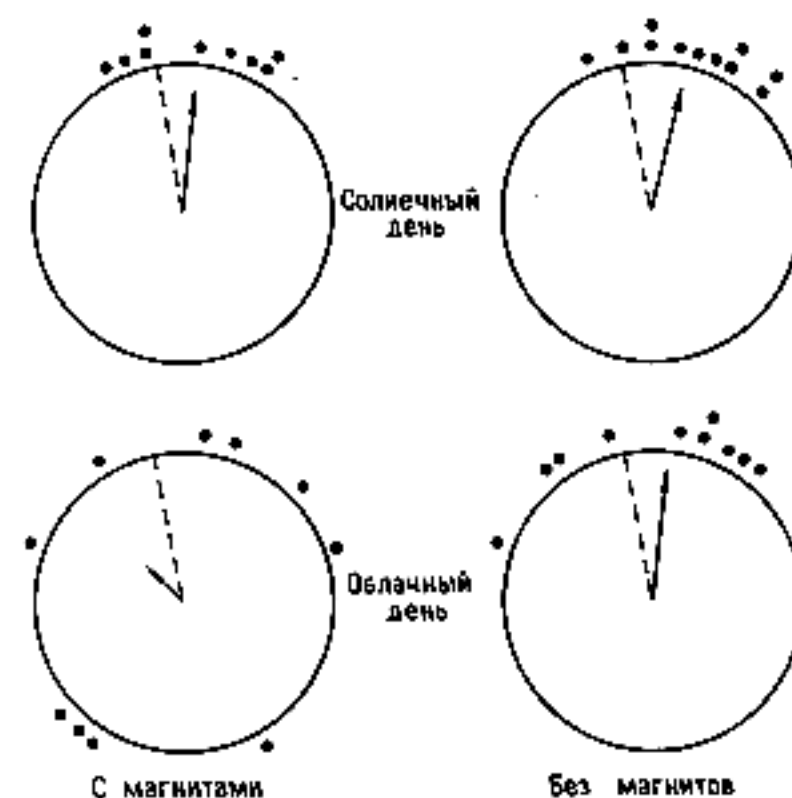 Солнечный
день
Облачный
день
С магнитами
Без магнитов